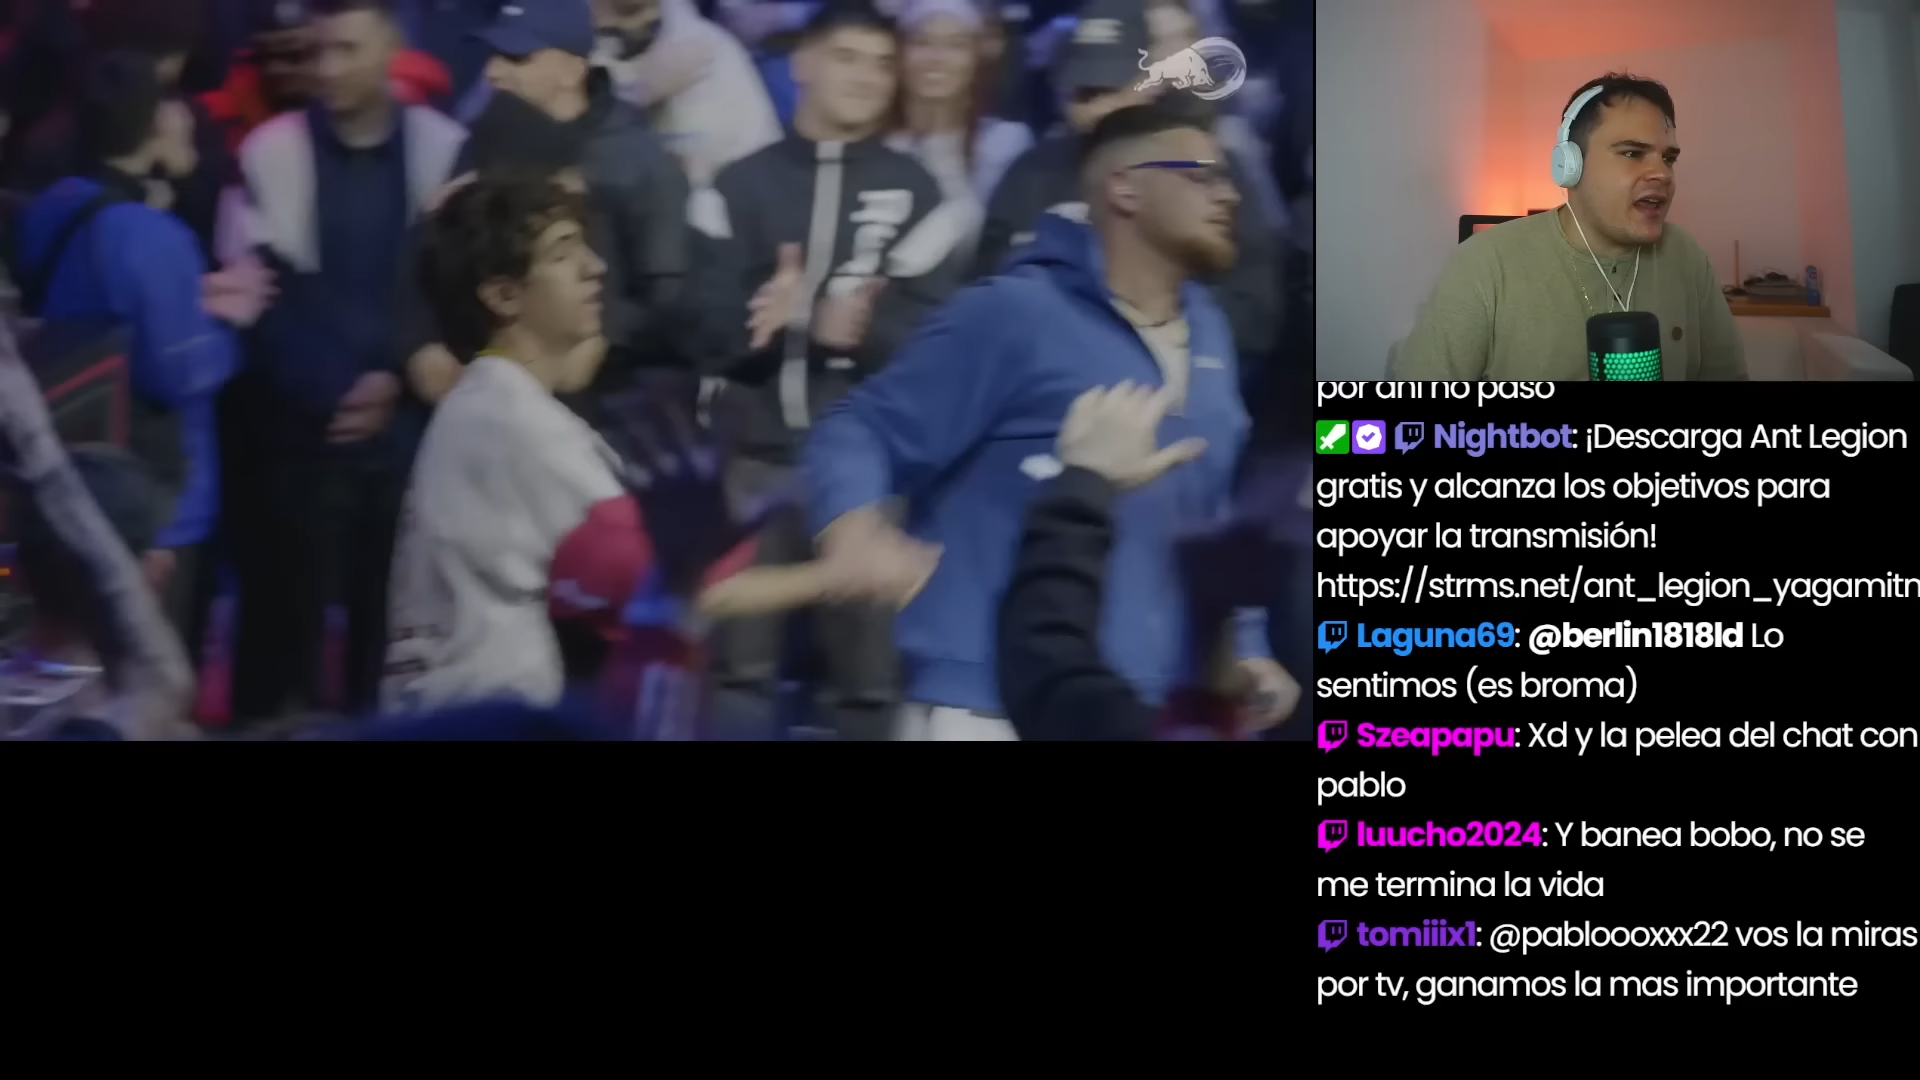 por ahí no paso
Nightbot: ¡Descarga Ant Legion
gratis y alcanza los objetivos para
apoyar la transmisión!
https://strms.net/ant_legion_yagamitn
Laguna69: @berlin1818ld Lo
sentimos (es broma)
Szeapapu: Xd y la pelea del chat con
pablo
luucho2024: Y banea bobo, no se
me termina la vida
tomiiix1: @pabloooxxx22 vos la miras
por tv, ganamos la mas importante